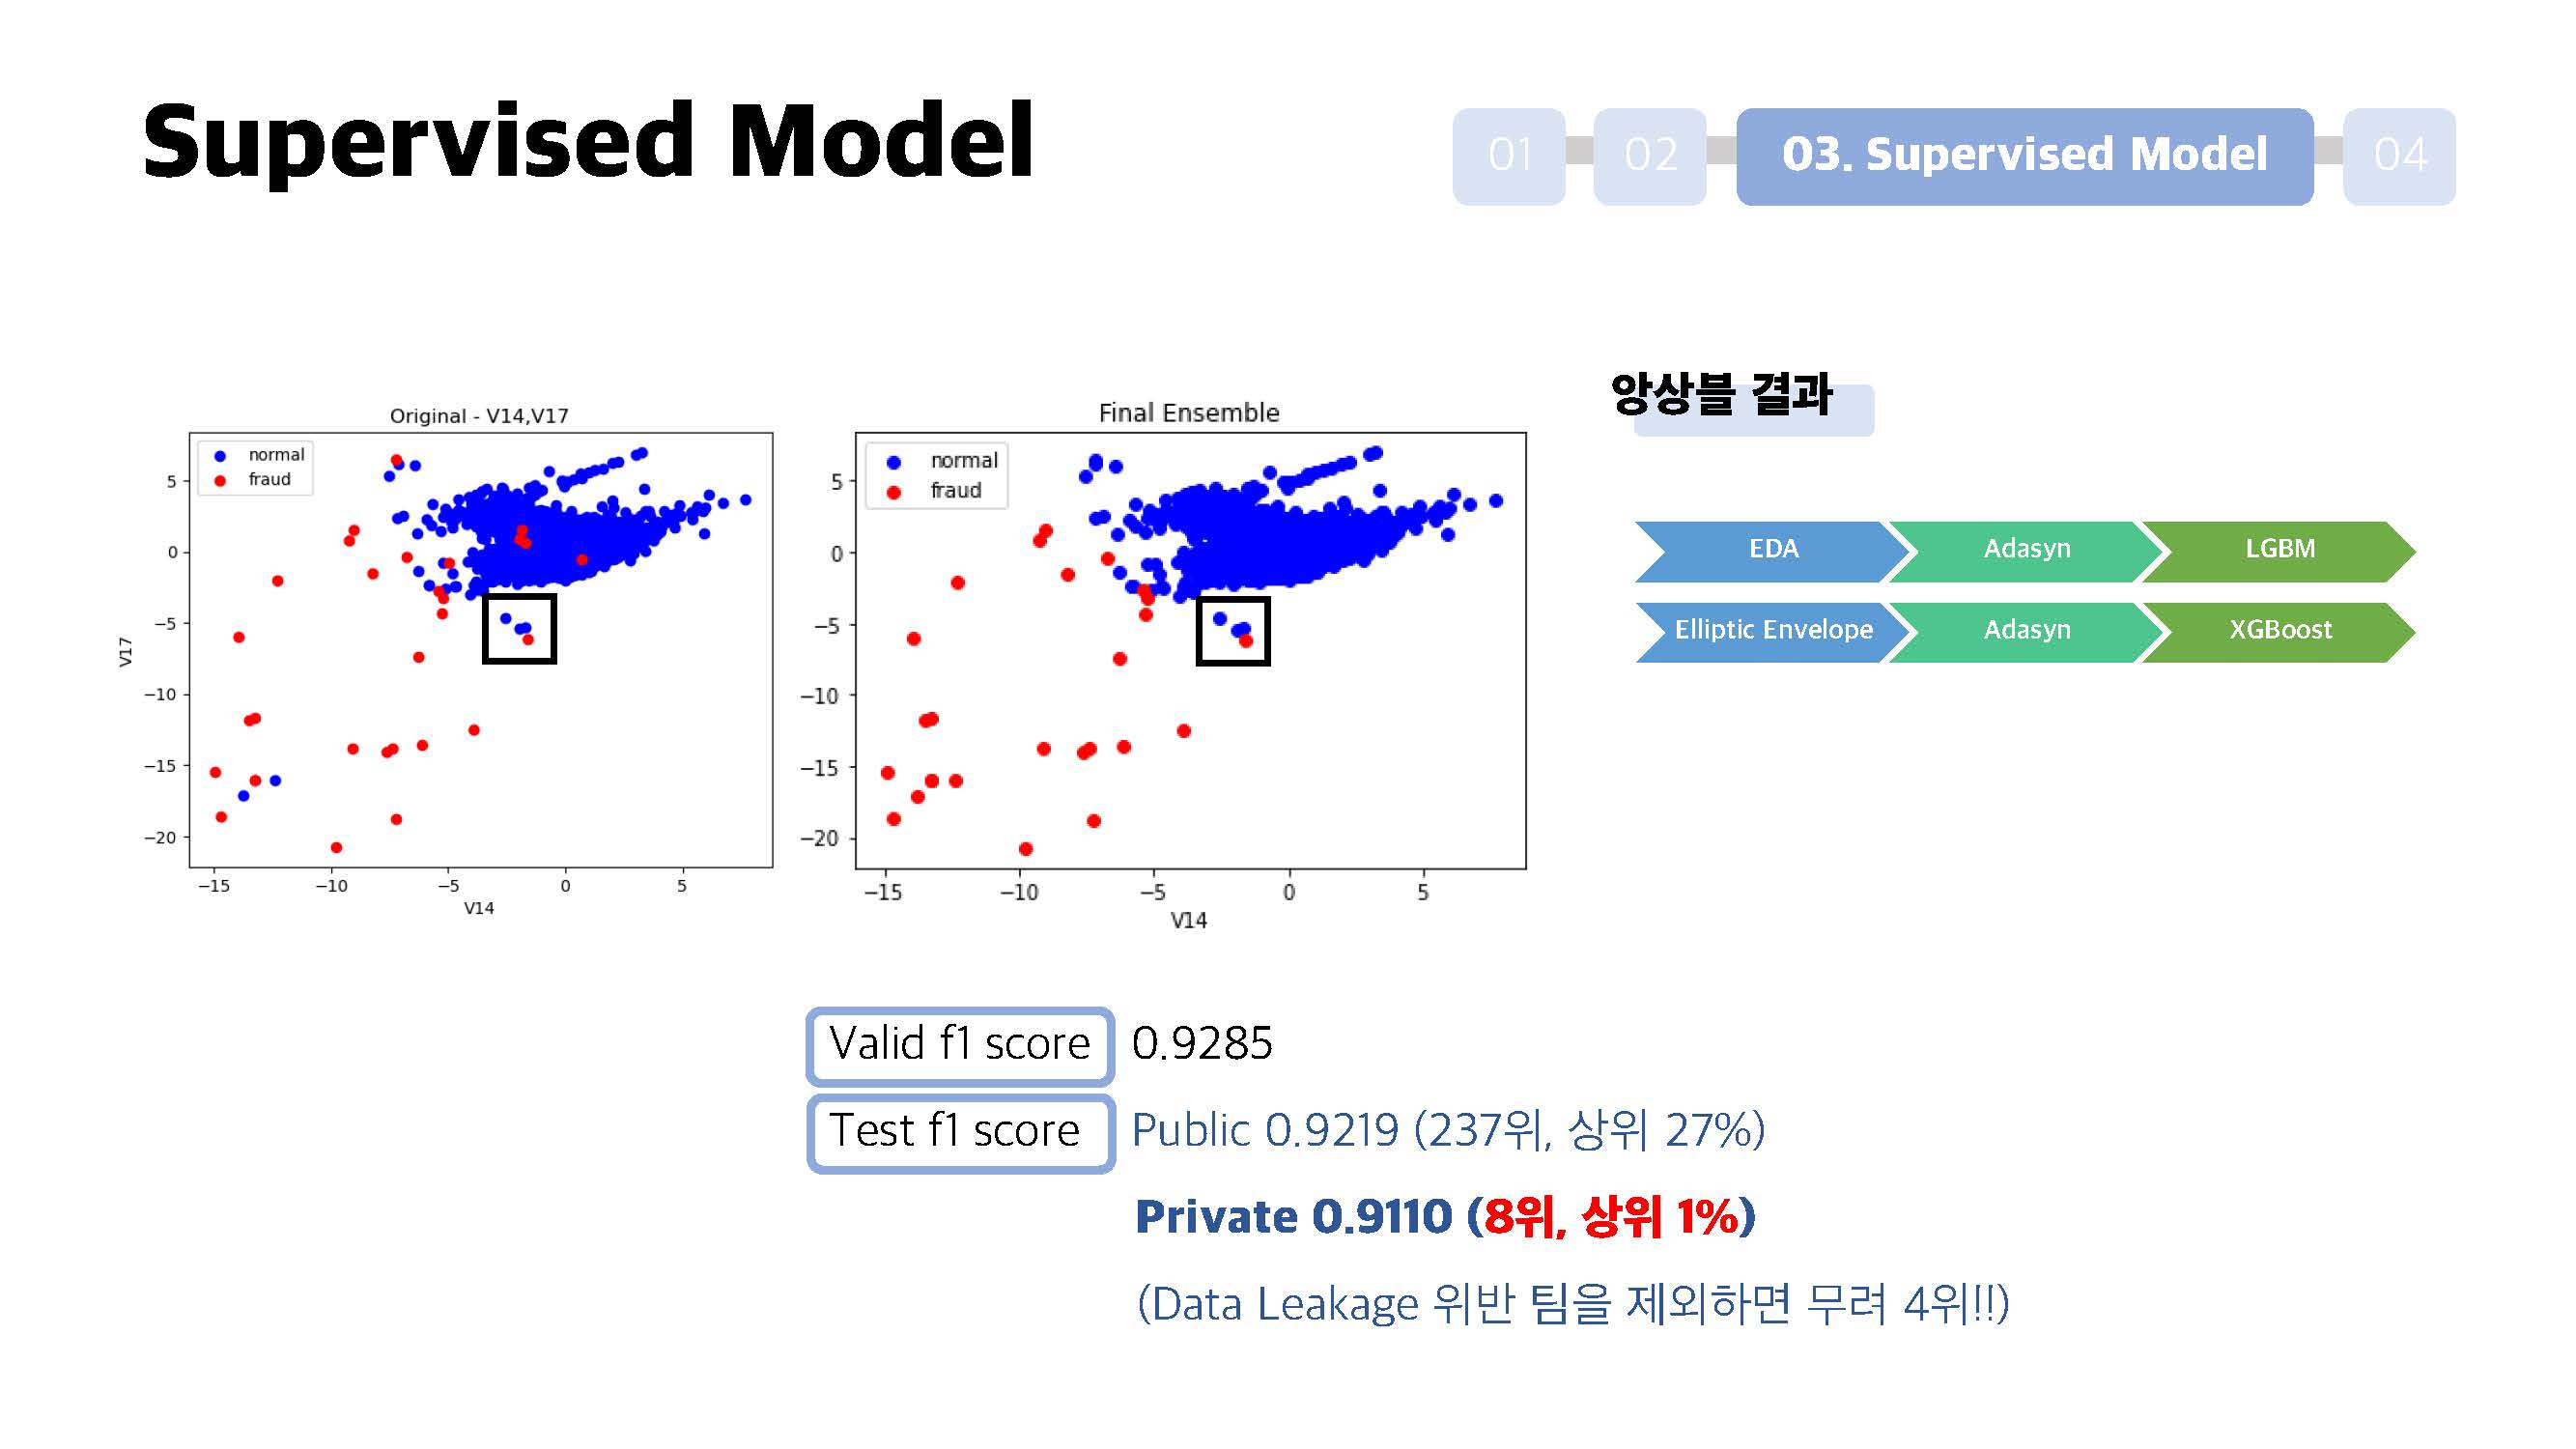 Supervised Model
01
02
03. Supervised Model
04
Original - V14,V17
normal
fraud
5
0
−5
−10
−15
−20
V17
−15
−10
−5
0
5
V14
Final Ensemble
normal
fraud
5
0
−5
−10
−15
−20
−15
−10
−5
0
5
V14
앙상블 결과
EDA
Adasyn
LGBM
Elliptic Envelope
Adasyn
XGBoost
Valid f1 score 0.9285
Test f1 score Public 0.9219 (237위, 상위 27%)
Private 0.9110 (8위, 상위 1%)
(Data Leakage 위반 팀을 제외하면 무려 4위!!)